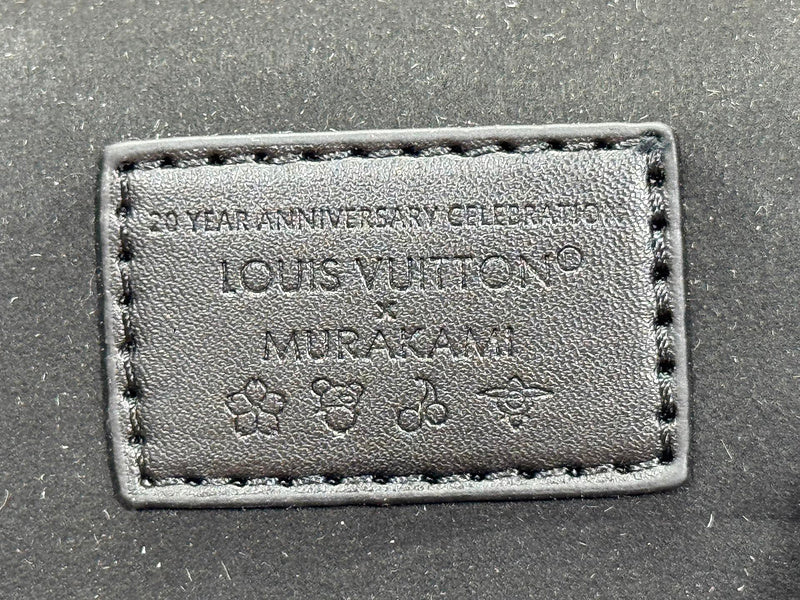 20 YEAR ANNIVERSARY CELEBRATION
LOUIS VUITTON©
x
MURAKAMI